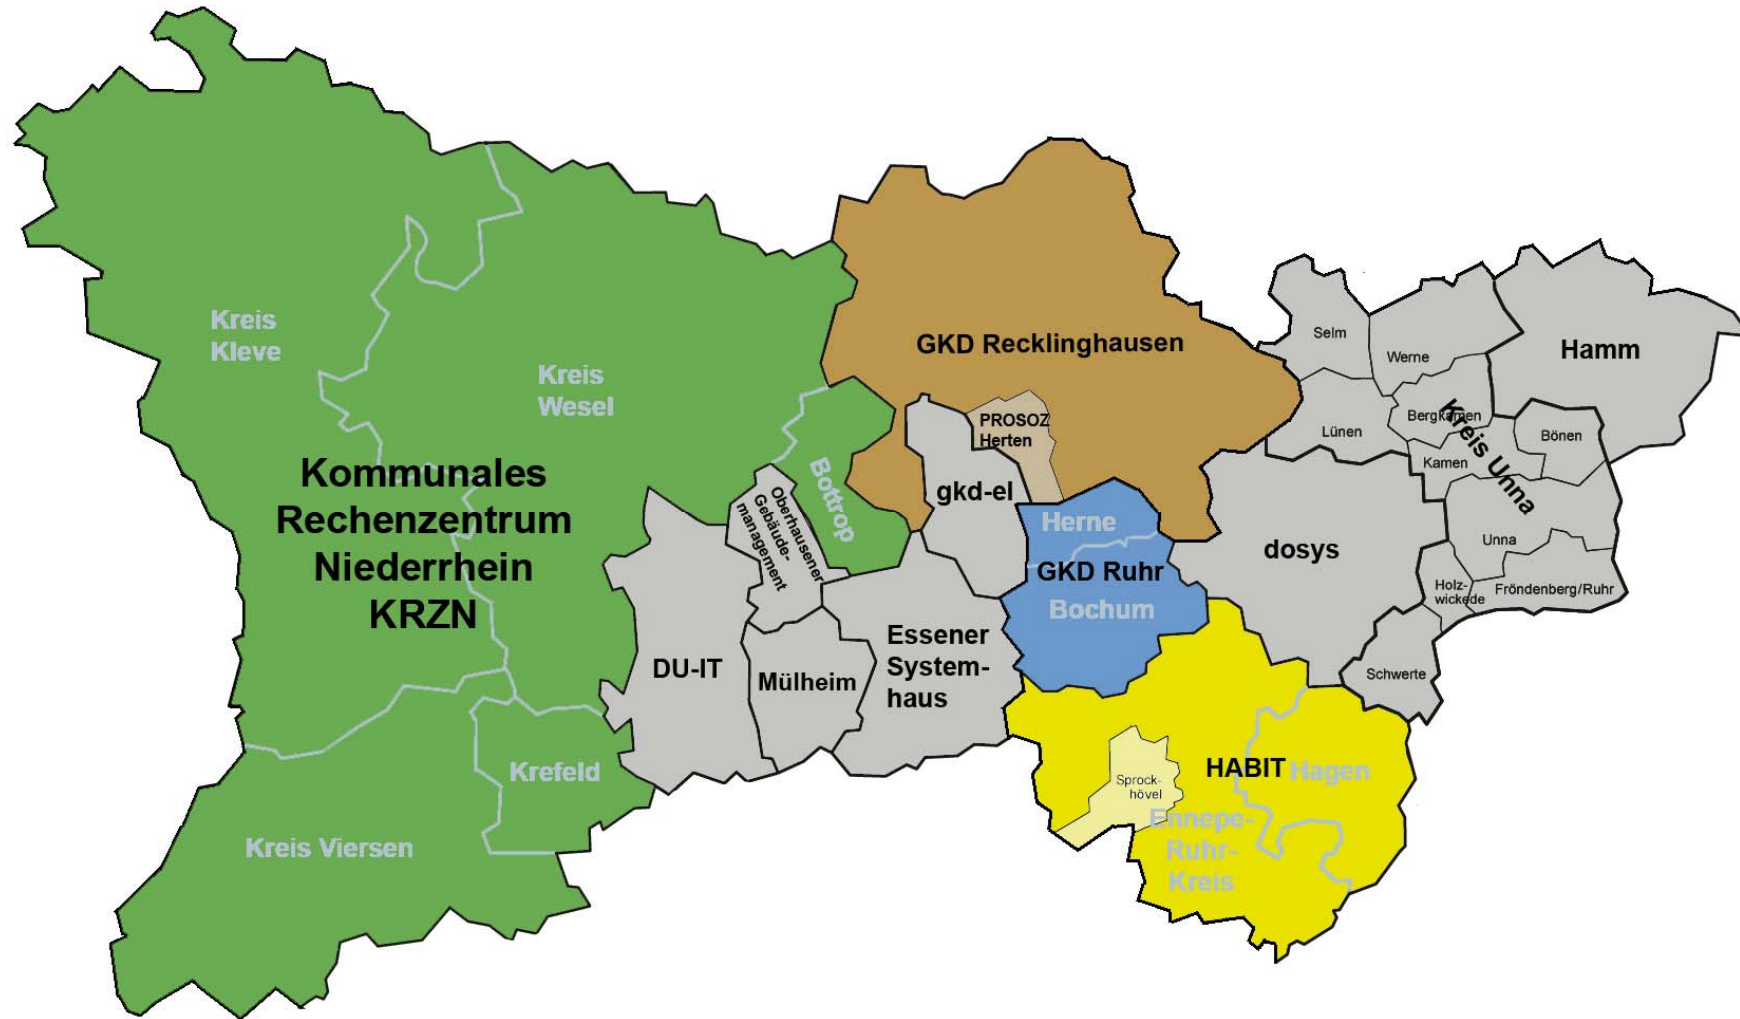 Kreis
Kleve
Kreis
Wesel
Kommunales
Rechenzentrum
Niederrhein
KRZN
Bottrop
Krefeld
Kreis Viersen
DU-IT
Oberhausener
Gebäude-
management
Mülheim
Essener
System-
haus
GKD Recklinghausen
PROSOZ
Herten
gkd-el
Herne
GKD Ruhr
Bochum
dosys
HABIT
Hagen
Sprock-
hövel
Ennepe-
Ruhr-
Kreis
Selm
Werne
Hamm
Lünen
Bergkamen
Kreis Unna
Bönen
Kamen
Unna
Holz-
wickede
Fröndenberg/Ruhr
Schwerte